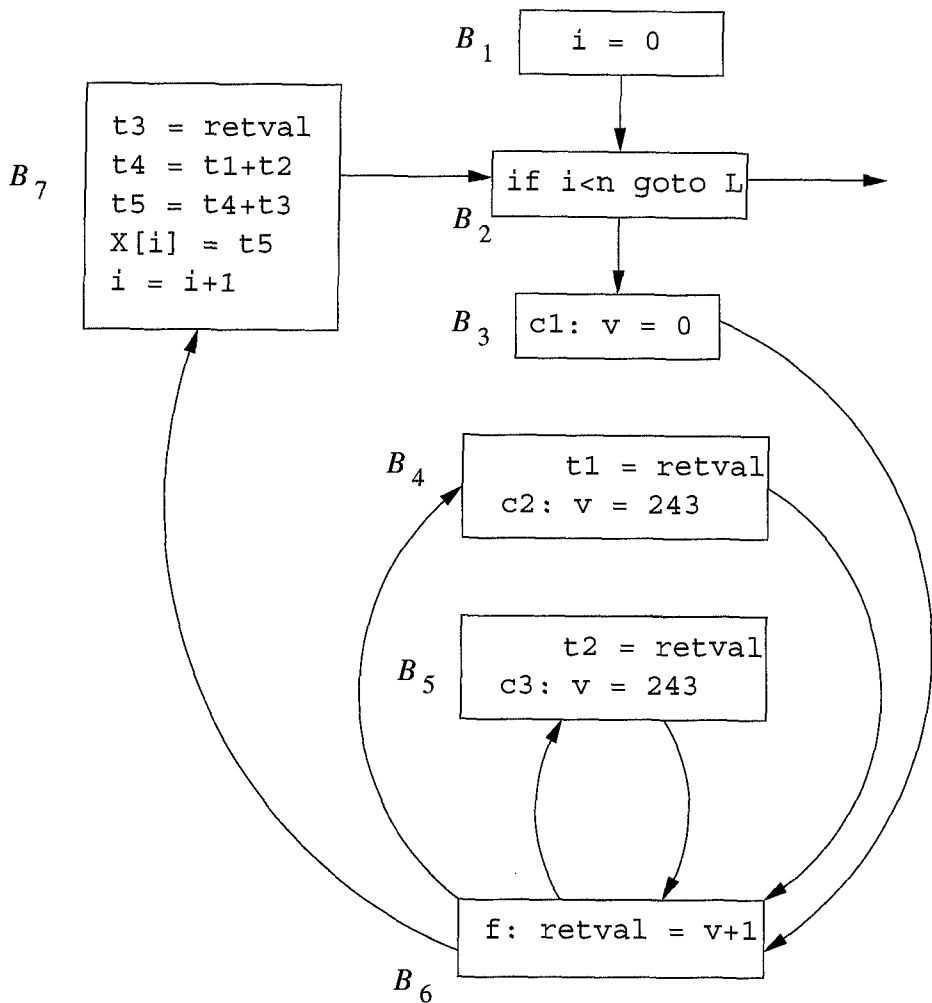 B1
i = 0
B7
t3 = retval
t4 = t1+t2
t5 = t4+t3
X[i] = t5
i = i+1
if i<n goto L
B2
B3
c1: v = 0
B4
t1 = retval
c2: v = 243
B5
t2 = retval
c3: v = 243
f: retval = v+1
B6